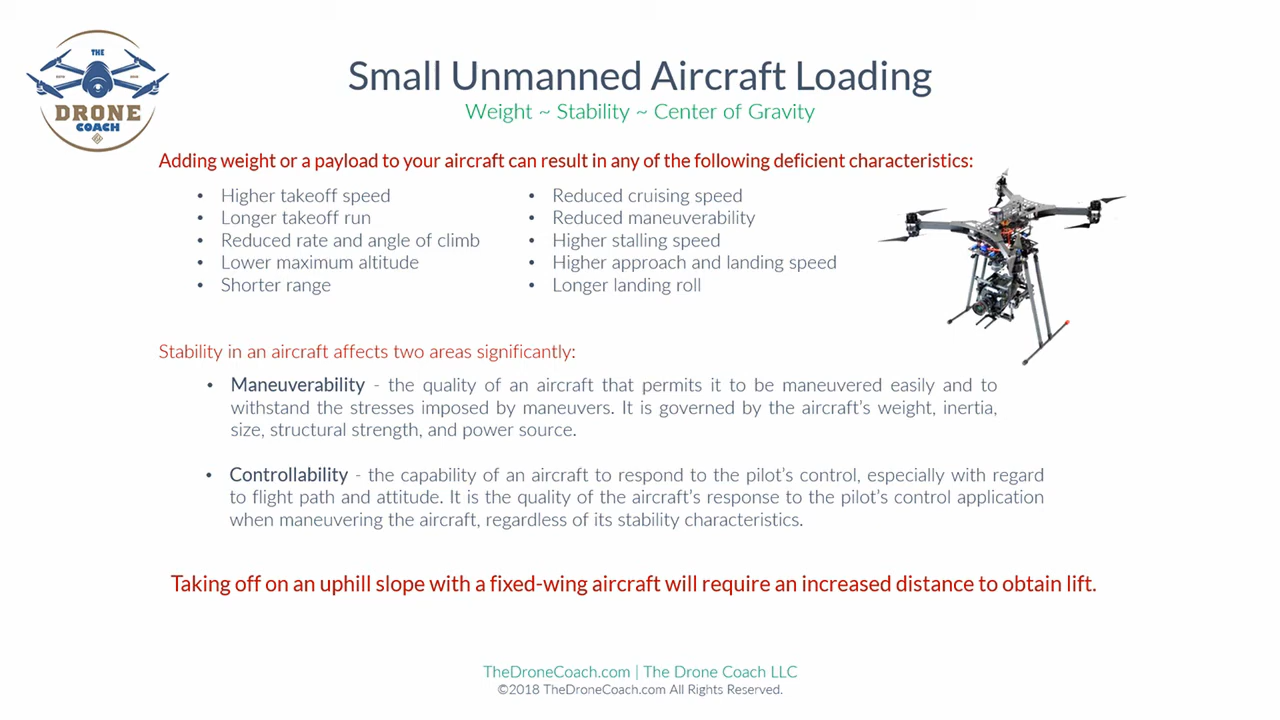 THE
DRONE
COACH
Small Unmanned Aircraft Loading
Weight ~ Stability ~ Center of Gravity
Adding weight or a payload to your aircraft can result in any of the following deficient characteristics:
• Higher takeoff speed
• Longer takeoff run
• Reduced rate and angle of climb
• Lower maximum altitude
• Shorter range
• Reduced cruising speed
• Reduced maneuverability
• Higher stalling speed
• Higher approach and landing speed
• Longer landing roll
Stability in an aircraft affects two areas significantly:
• Maneuverability - the quality of an aircraft that permits it to be maneuvered easily and to
withstand the stresses imposed by maneuvers. It is governed by the aircraft's weight, inertia,
size, structural strength, and power source.
• Controllability - the capability of an aircraft to respond to the pilot's control, especially with regard
to flight path and attitude. It is the quality of the aircraft's response to the pilot's control application
when maneuvering the aircraft, regardless of its stability characteristics.
Taking off on an uphill slope with a fixed-wing aircraft will require an increased distance to obtain lift.
TheDroneCoach.com | The Drone Coach LLC
©2018 TheDroneCoach.com All Rights Reserved.